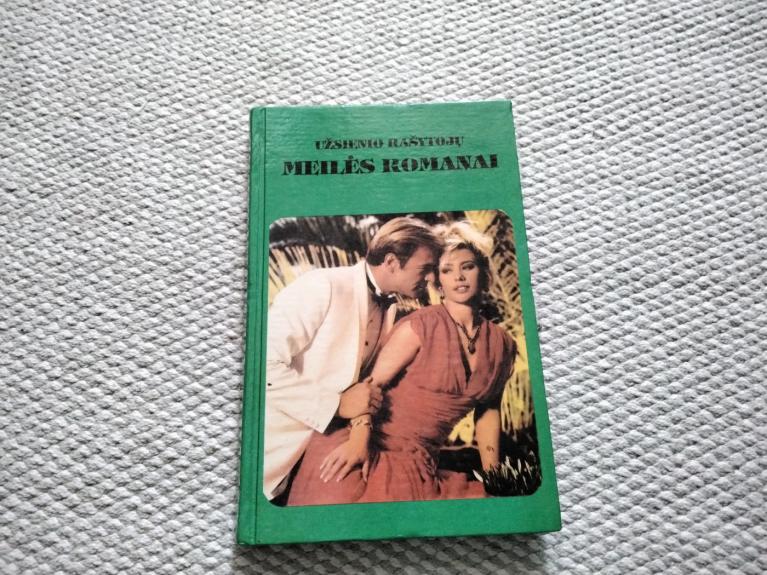 UŽSIENIO RAŠYTOJŲ
MEILĖS ROMANAI